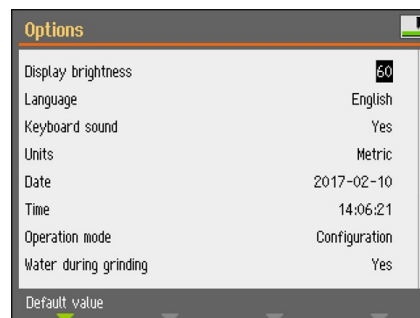 Options
Display brightness 60
Language English
Keyboard sound Yes
Units Metric
Date 2017-02-10
Time 14:06:21
Operation mode Configuration
Water during grinding Yes
Default value